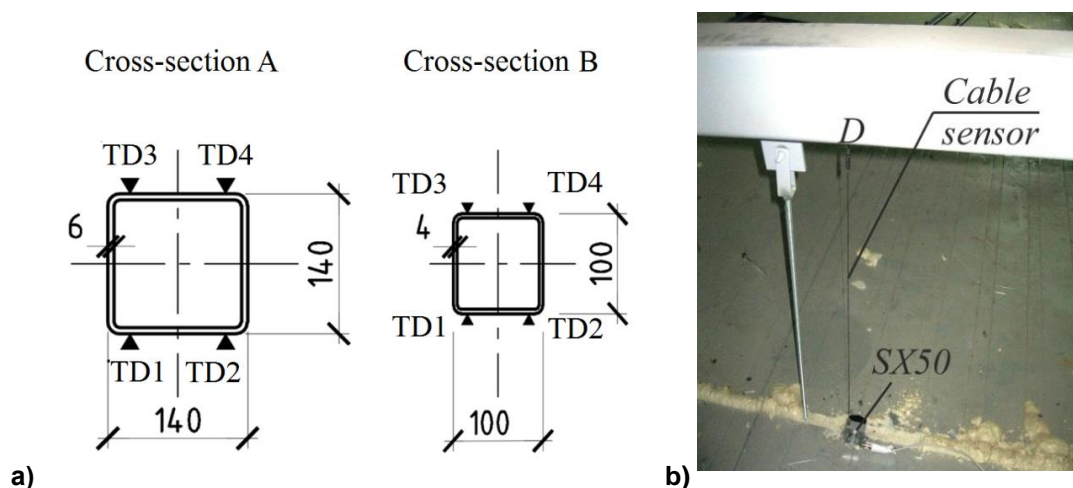 Cross-section A
TD3 TD4
6
140
TD1 TD2
140
a)
Cross-section B
TD3 TD4
4
100
TD1 TD2
100
Cable
sensor
D
SX50
b)